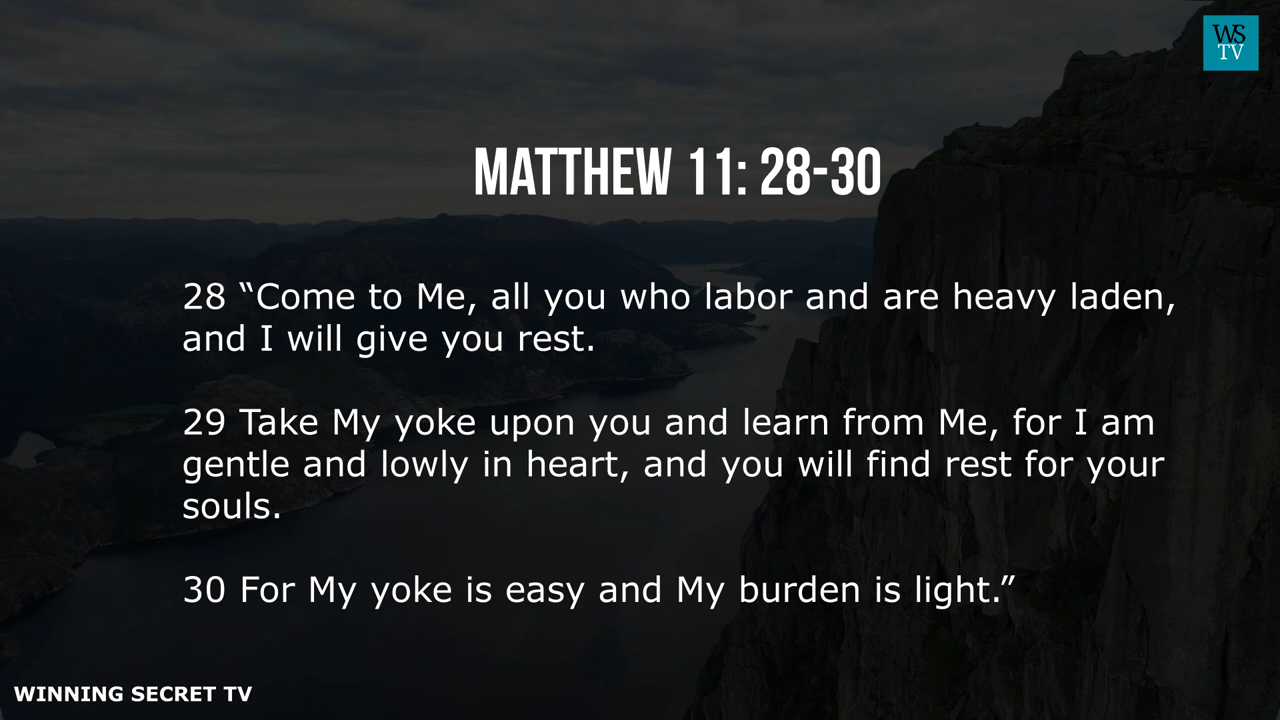 WS
TV
MATTHEW 11: 28-30
28 “Come to Me, all you who labor and are heavy laden,
and I will give you rest.
29 Take My yoke upon you and learn from Me, for I am
gentle and lowly in heart, and you will find rest for your
souls.
30 For My yoke is easy and My burden is light.”
WINNING SECRET TV